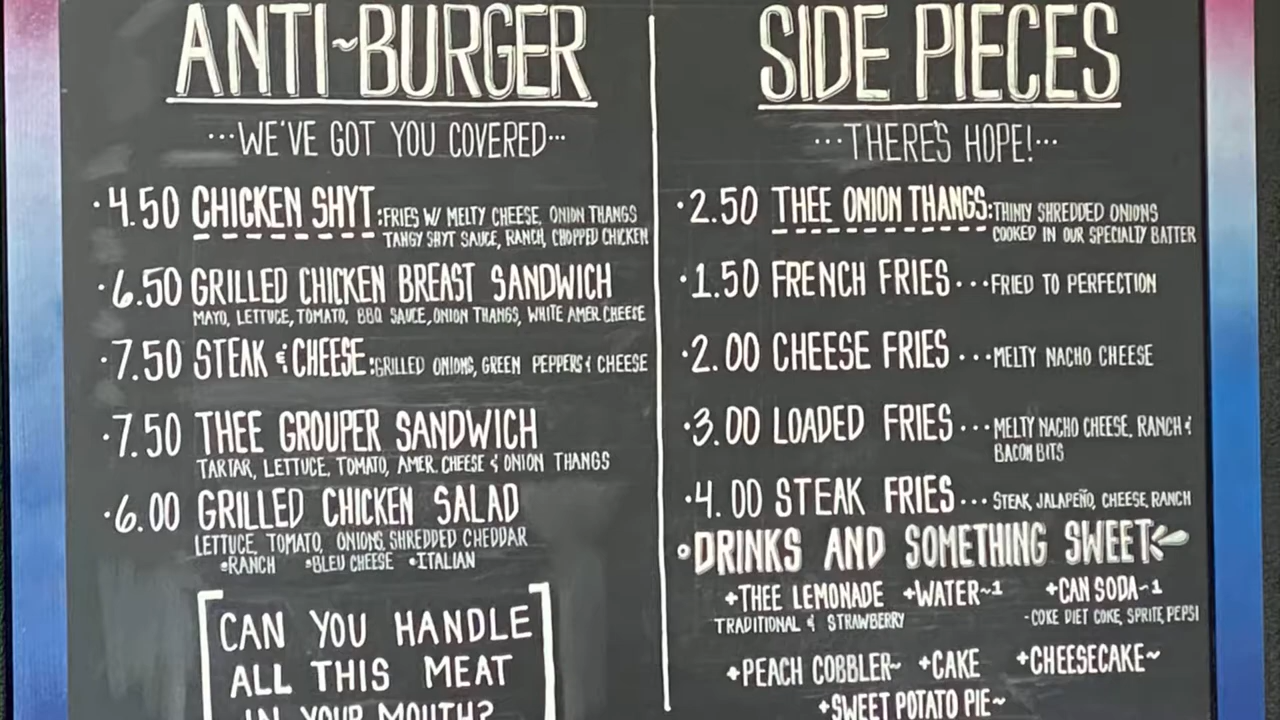 ANTI~BURGER
...WE'VE GOT YOU COVERED...
·4.50 CHICKEN SHYT :FRIES W/ MELTY CHEESE, ONION THANGS
TANGY SHYT SAUCE, RANCH, CHOPPED CHICKEN
·6.50 GRILLED CHICKEN BREAST SANDWICH
MAYO, LETTUCE, TOMATO, BBQ SAUCE, ONION THANGS, WHITE AMER CHEESE
·7.50 STEAK & CHEESE :GRILLED ONIONS, GREEN PEPPERS & CHEESE
·7.50 THEE GROUPER SANDWICH
TARTAR, LETTUCE, TOMATO, AMER. CHEESE & ONION THANGS
·6.00 GRILLED CHICKEN SALAD
LETTUCE, TOMATO, ONIONS, SHREDDED CHEDDAR
•RANCH •BLEU CHEESE •ITALIAN
CAN YOU HANDLE
ALL THIS MEAT
IN YOUR MOUTH?
SIDE PIECES
...THERE'S HOPE!...
·2.50 THEE ONION THANGS :THINLY SHREDDED ONIONS
COOKED IN OUR SPECIALTY BATTER
·1.50 FRENCH FRIES ...FRIED TO PERFECTION
·2.00 CHEESE FRIES ...MELTY NACHO CHEESE
·3.00 LOADED FRIES ...MELTY NACHO CHEESE, RANCH &
BACON BITS
·4.00 STEAK FRIES ... STEAK, JALAPEÑO, CHEESE, RANCH
DRINKS AND SOMETHING SWEET
+THEE LEMONADE +WATER~1 +CAN SODA~1
TRADITIONAL & STRAWBERRY -COKE DIET COKE, SPRITE, PEPSI
+PEACH COBBLER~ +CAKE +CHEESECAKE~
+SWEET POTATO PIE~